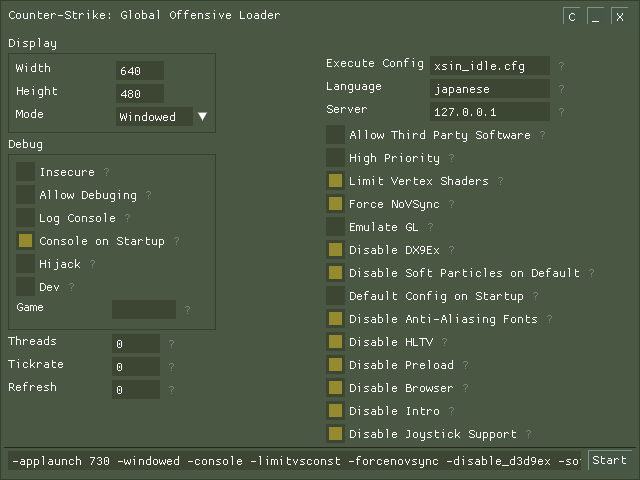 Counter-Strike: Global Offensive Loader C _ X
Display
Width 640
Height 480
Mode Windowed
Debug
Insecure ?
Allow Debuging ?
Log Console ?
Console on Startup ?
Hijack ?
Dev ?
Game ?
Threads 0 ?
Tickrate 0 ?
Refresh 0 ?
Execute Config xsin_idle.cfg ?
Language japanese ?
Server 127.0.0.1 ?
Allow Third Party Software ?
High Priority ?
Limit Vertex Shaders ?
Force NoVSync ?
Emulate GL ?
Disable DX9Ex ?
Disable Soft Particles on Default ?
Default Config on Startup ?
Disable Anti-Aliasing Fonts ?
Disable HLTV ?
Disable Preload ?
Disable Browser ?
Disable Intro ?
Disable Joystick Support ?
-applaunch 730 -windowed -console -limitvsconst -forcenovsync -disable_d3d9ex Start